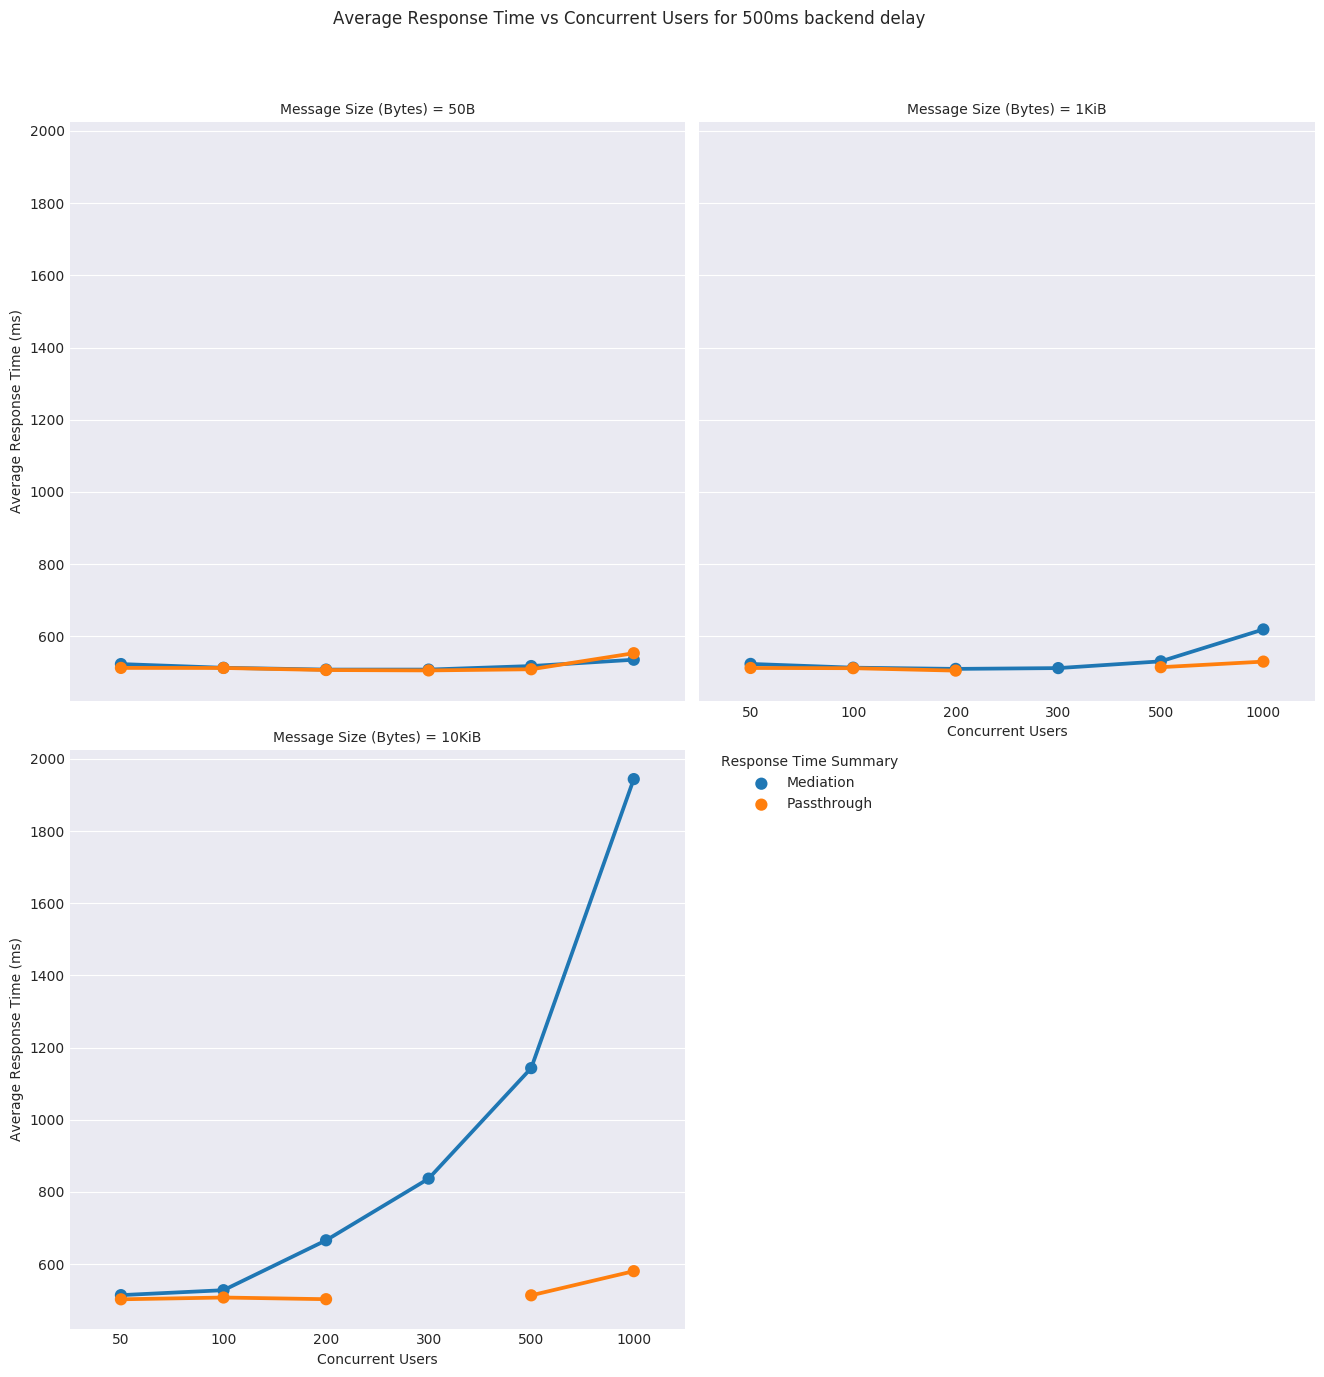 Average Response Time vs Concurrent Users for 500ms backend delay
Message Size (Bytes) = 50B
2000
1800
1600
1400
1200
1000
800
600
Average Response Time (ms)
Message Size (Bytes) = 1KiB
50 100 200 300 500 1000
Concurrent Users
Message Size (Bytes) = 10KiB
2000
1800
1600
1400
1200
1000
800
600
Average Response Time (ms)
50 100 200 300 500 1000
Concurrent Users
Response Time Summary
Mediation
Passthrough